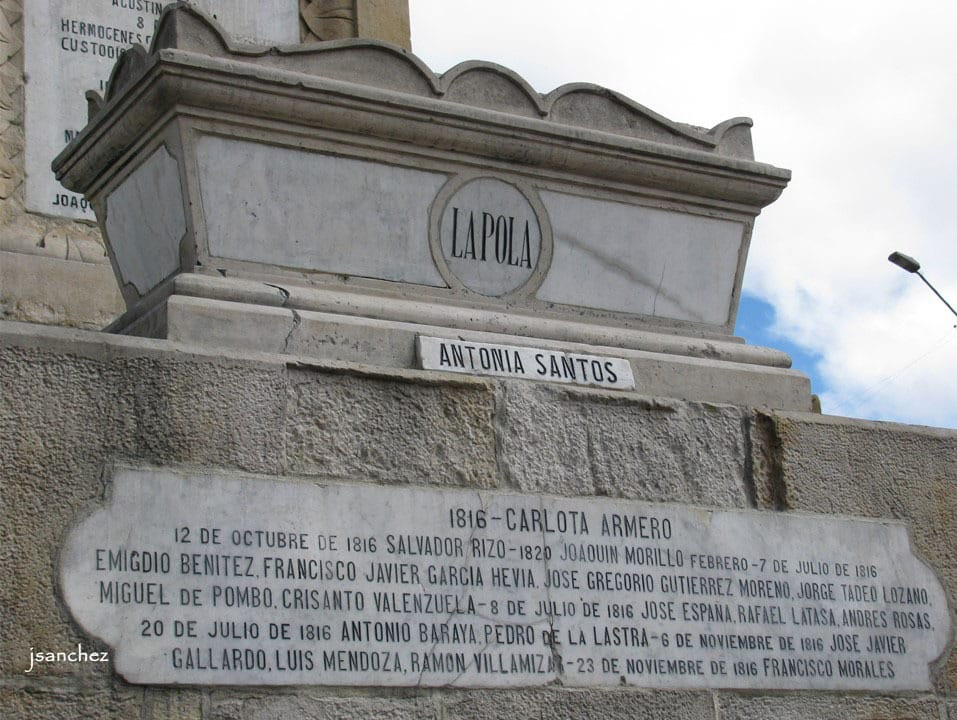 AGUSTIN
8
HERMOGENES
CUSTODIO
LA POLA
ANTONIA SANTOS
1816-CARLOTA ARMERO
12 DE OCTUBRE DE 1816 SALVADOR RIZO-1820 JOAQUIN MORILLO FEBRERO-7 DE JULIO DE 1816
EMIGDIO BENITEZ, FRANCISCO JAVIER GARCIA HEVIA, JOSE GREGORIO GUTIERREZ MORENO, JORGE TADEO LOZANO,
MIGUEL DE POMBO, CRISANTO VALENZUELA-8 DE JULIO DE 1816 JOSE ESPAÑA, RAFAEL LATASA, ANDRES ROSAS,
20 DE JULIO DE 1816 ANTONIO BARAYA, PEDRO DE LA LASTRA-6 DE NOVIEMBRE DE 1816 JOSE JAVIER
GALLARDO, LUIS MENDOZA, RAMON VILLAMIZAR-23 DE NOVIEMBRE DE 1816 FRANCISCO MORALES
jsanchez